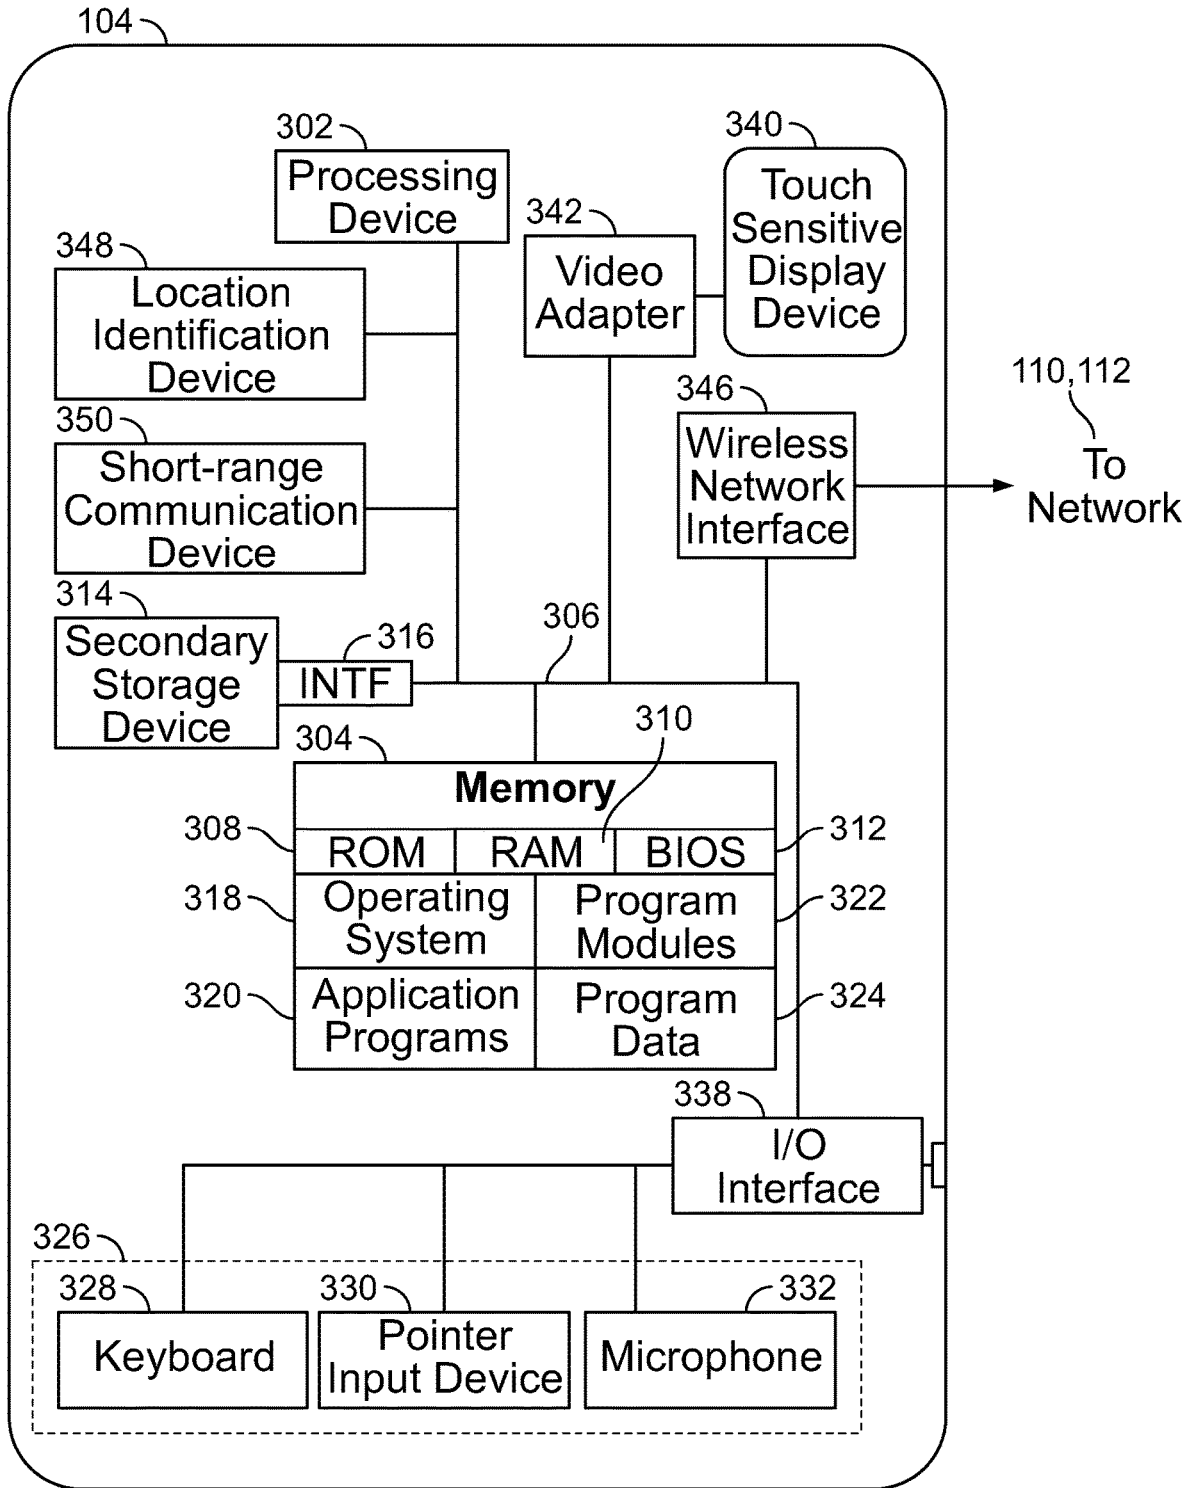 104
302
Processing
Device
340
Touch
Sensitive
Display
Device
342
Video
Adapter
348
Location
Identification
Device
110,112
To
Network
346
Wireless
Network
Interface
350
Short-range
Communication
Device
314
Secondary
Storage
Device
316
INTF
306
310
304
Memory
308
ROM
RAM
BIOS
312
318
Operating
System
Program
Modules
322
320
Application
Programs
Program
Data
324
338
I/O
Interface
326
328
Keyboard
330
Pointer
Input Device
332
Microphone